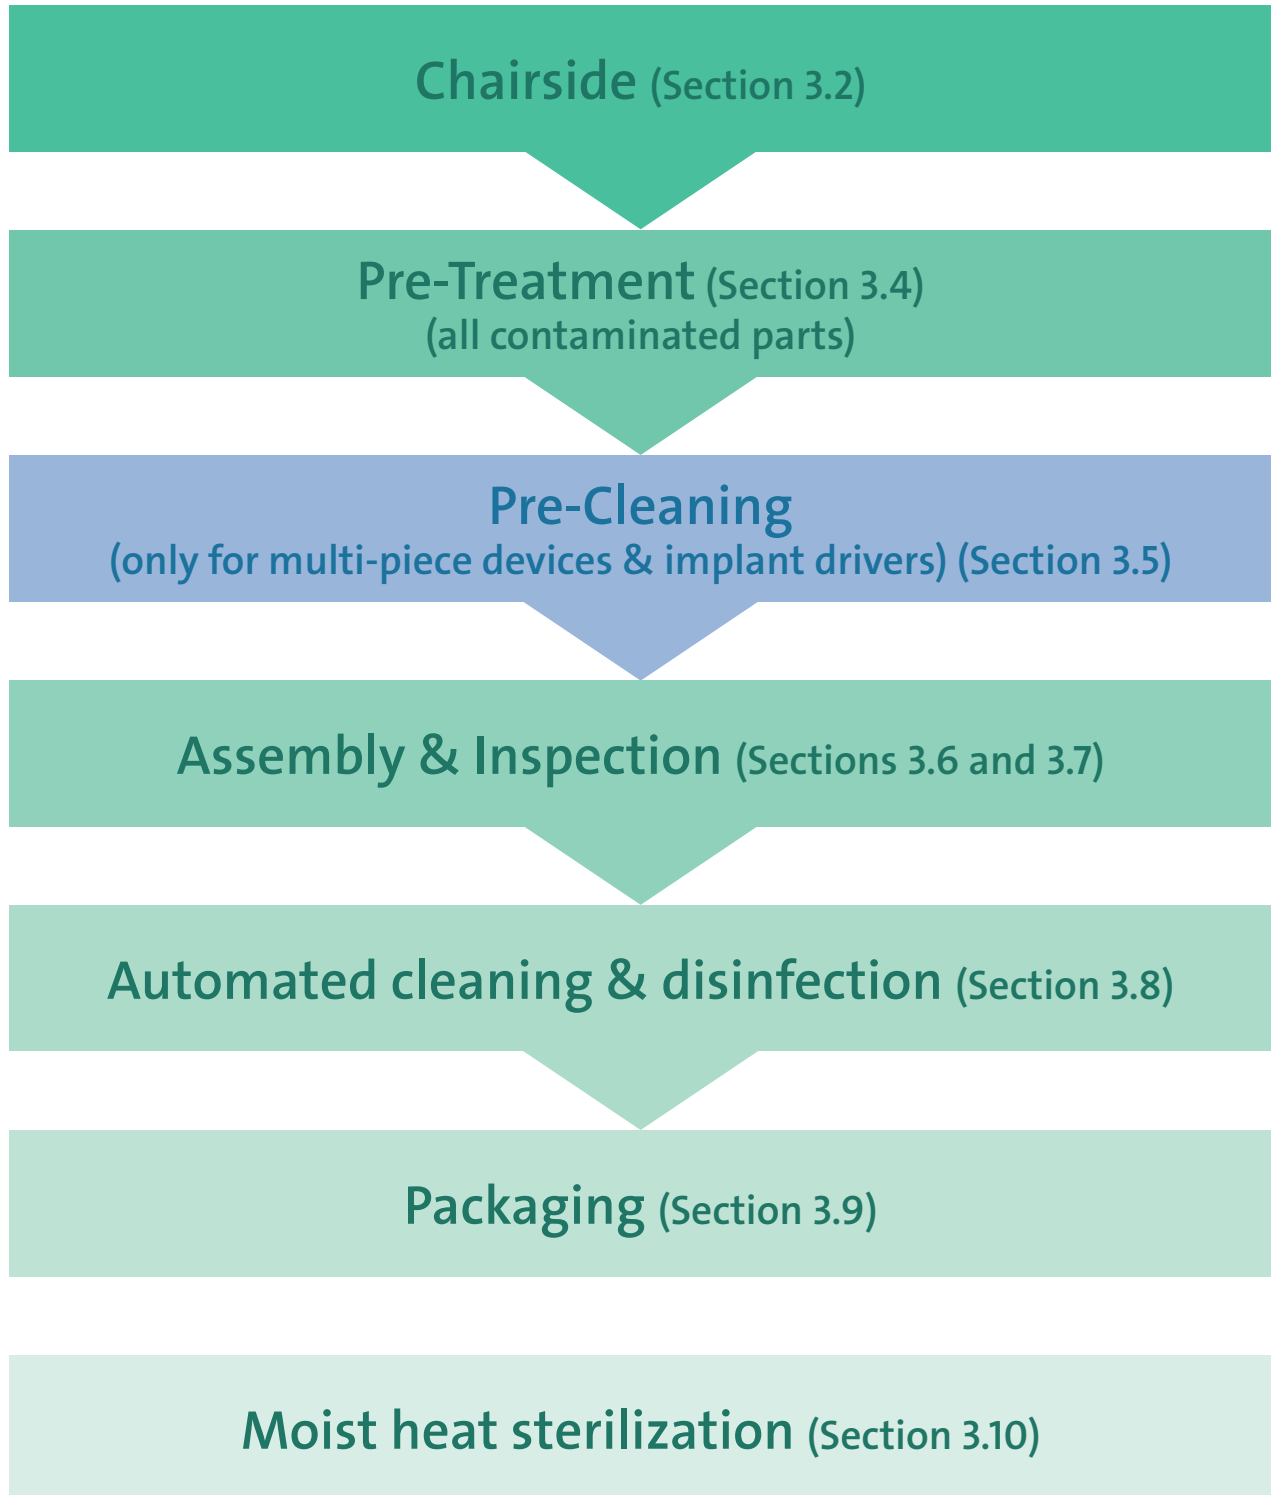 Chairside (Section 3.2)
Pre-Treatment (Section 3.4)
(all contaminated parts)
Pre-Cleaning
(only for multi-piece devices & implant drivers) (Section 3.5)
Assembly & Inspection (Sections 3.6 and 3.7)
Automated cleaning & disinfection (Section 3.8)
Packaging (Section 3.9)
Moist heat sterilization (Section 3.10)